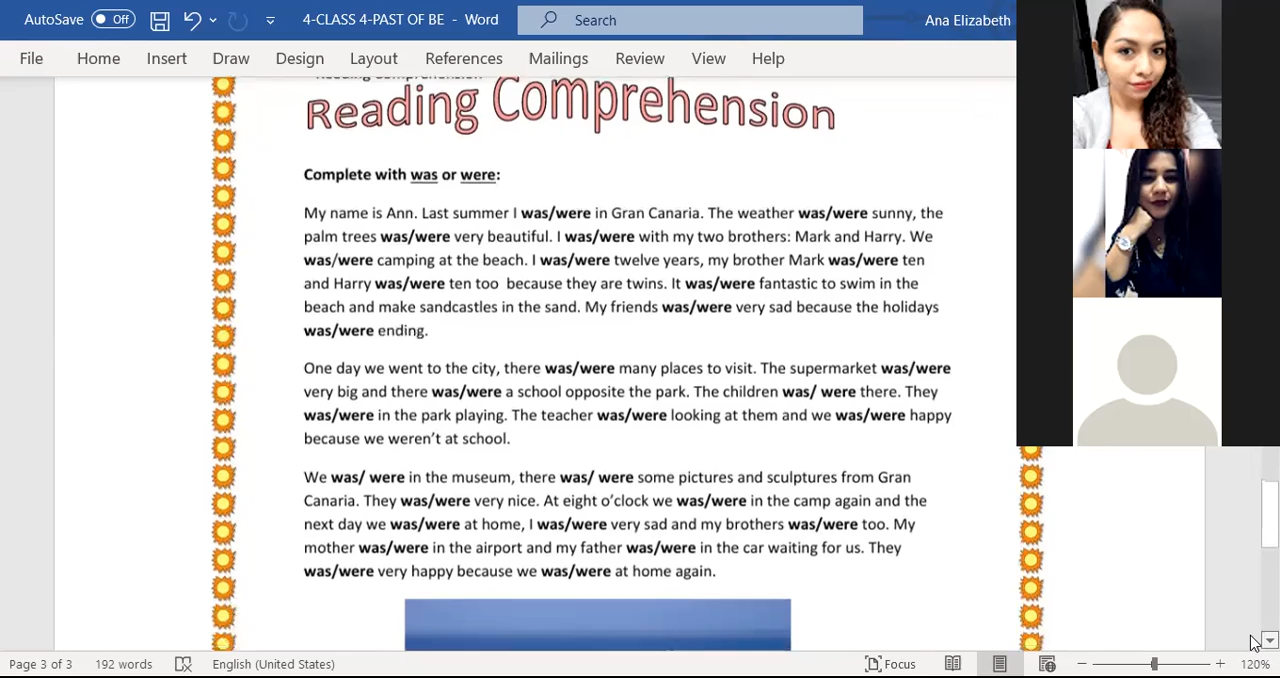 AutoSave Off 4-CLASS 4-PAST OF BE - Word Search Ana Elizabeth
File Home Insert Draw Design Layout References Mailings Review View Help
Reading Comprehension
Reading Comprehension
Complete with was or were:
My name is Ann. Last summer I was/were in Gran Canaria. The weather was/were sunny, the
palm trees was/were very beautiful. I was/were with my two brothers: Mark and Harry. We
was/were camping at the beach. I was/were twelve years, my brother Mark was/were ten
and Harry was/were ten too because they are twins. It was/were fantastic to swim in the
beach and make sandcastles in the sand. My friends was/were very sad because the holidays
was/were ending.
One day we went to the city, there was/were many places to visit. The supermarket was/were
very big and there was/were a school opposite the park. The children was/ were there. They
was/were in the park playing. The teacher was/were looking at them and we was/were happy
because we weren't at school.
We was/ were in the museum, there was/ were some pictures and sculptures from Gran
Canaria. They was/were very nice. At eight o'clock we was/were in the camp again and the
next day we was/were at home, I was/were very sad and my brothers was/were too. My
mother was/were in the airport and my father was/were in the car waiting for us. They
was/were very happy because we was/were at home again.
Page 3 of 3 192 words English (United States) Focus 120%